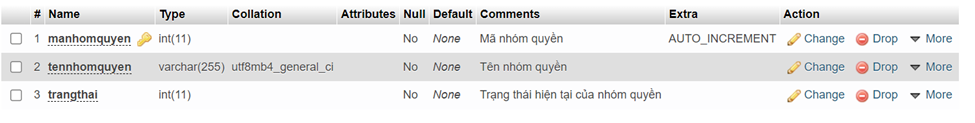 # Name Type Collation Attributes Null Default Comments Extra Action
1 manhomquyen int(11) No None Mã nhóm quyền AUTO_INCREMENT Change Drop More
2 tennhomquyen varchar(255) utf8mb4_general_ci No None Tên nhóm quyền Change Drop More
3 trangthai int(11) No None Trạng thái hiện tại của nhóm quyền Change Drop More